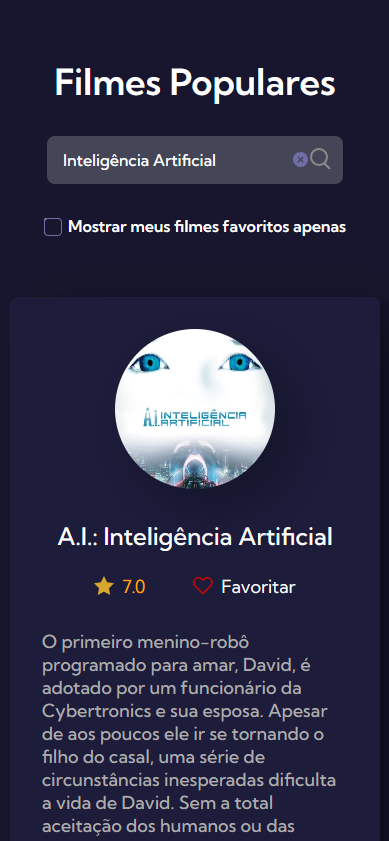 Filmes Populares
Inteligência Artificial
Mostrar meus filmes favoritos apenas
A.I. INTELIGÊNCIA
ARTIFICIAL
A.I.: Inteligência Artificial
7.0 Favoritar
O primeiro menino-robô
programado para amar, David, é
adotado por um funcionário da
Cybertronics e sua esposa. Apesar
de aos poucos ele ir se tornando o
filho do casal, uma série de
circunstâncias inesperadas dificulta
a vida de David. Sem a total
aceitação dos humanos ou das